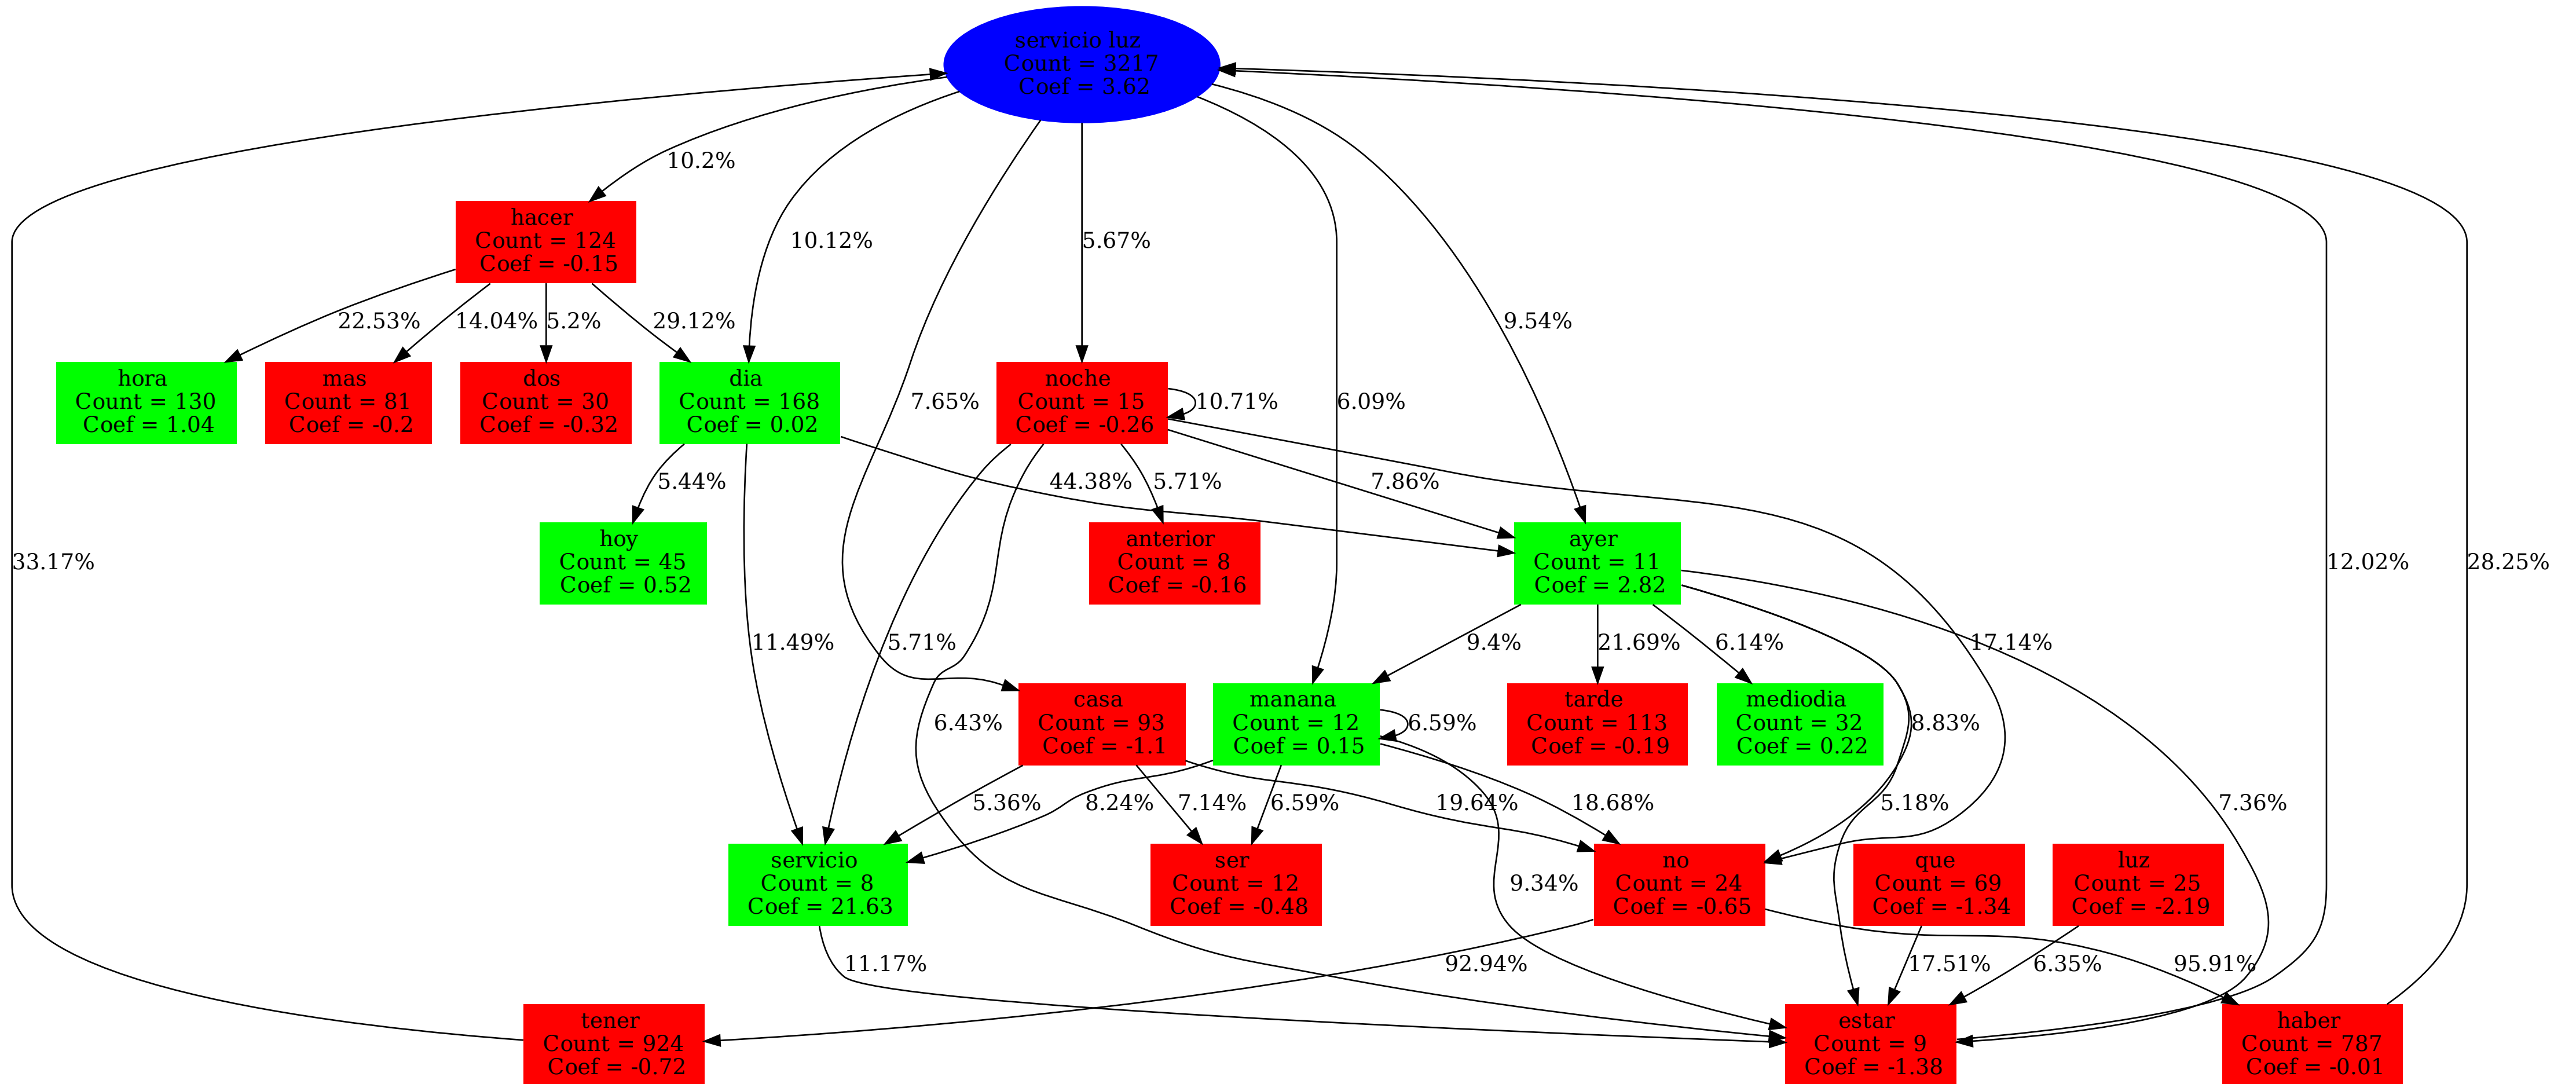 servicio luz
Count = 3217
Coef = 3.62
10.2%
hacer
Count = 124
Coef = -0.15
10.12%
5.67%
22.53%
14.04%
5.2%
29.12%
9.54%
hora
Count = 130
Coef = 1.04
mas
Count = 81
Coef = -0.2
dos
Count = 30
Coef = -0.32
dia
Count = 168
Coef = 0.02
7.65%
noche
Count = 15
Coef = -0.26
10.71%
6.09%
5.44%
44.38%
5.71%
7.86%
33.17%
hoy
Count = 45
Coef = 0.52
anterior
Count = 8
Coef = -0.16
ayer
Count = 11
Coef = 2.82
12.02%
28.25%
11.49%
5.71%
9.4%
21.69%
6.14%
17.14%
6.43%
casa
Count = 93
Coef = -1.1
manana
Count = 12
Coef = 0.15
6.59%
tarde
Count = 113
Coef = -0.19
mediodia
Count = 32
Coef = 0.22
8.83%
5.36%
8.24%
7.14%
6.59%
19.64%
18.68%
5.18%
7.36%
servicio
Count = 8
Coef = 21.63
ser
Count = 12
Coef = -0.48
9.34%
no
Count = 24
Coef = -0.65
que
Count = 69
Coef = -1.34
luz
Count = 25
Coef = -2.19
11.17%
92.94%
17.51%
6.35%
95.91%
tener
Count = 924
Coef = -0.72
estar
Count = 9
Coef = -1.38
haber
Count = 787
Coef = -0.01